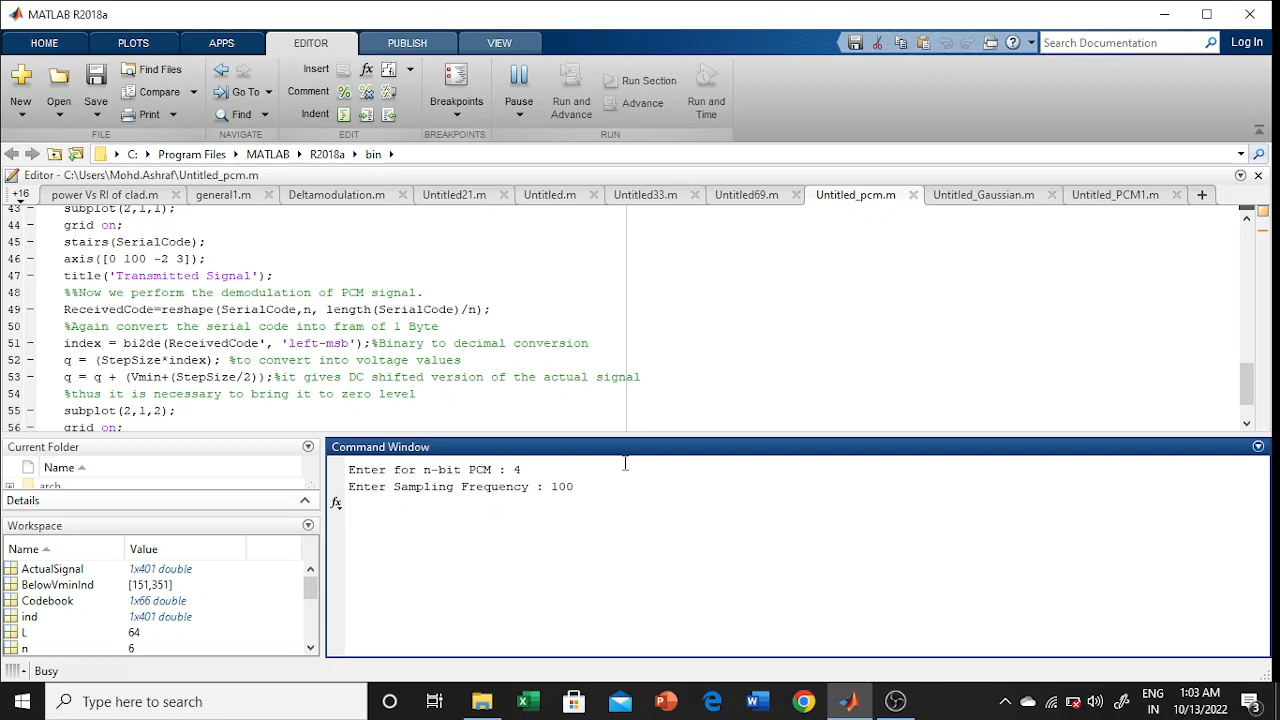 MATLAB R2018a
HOME PLOTS APPS EDITOR PUBLISH VIEW Search Documentation Log In
New Open Save Find Files Compare Print Go To Find Insert Comment Indent Breakpoints Pause Run and Advance Run Section Advance Run and Time
FILE NAVIGATE EDIT BREAKPOINTS RUN
C: Program Files MATLAB R2018a bin
Editor - C:\Users\Mohd.Ashraf\Untitled_pcm.m
+16 power Vs RI of clad.m general1.m Deltamodulation.m Untitled21.m Untitled.m Untitled33.m Untitled69.m Untitled_pcm.m Untitled_Gaussian.m Untitled_PCM1.m
43 subplot(2,1,1);
44 grid on;
45 stairs(SerialCode);
46 axis([0 100 -2 3]);
47 title('Transmitted Signal');
48 %%Now we perform the demodulation of PCM signal.
49 ReceivedCode=reshape(SerialCode,n, length(SerialCode)/n);
50 %Again convert the serial code into fram of 1 Byte
51 index = bi2de(ReceivedCode', 'left-msb');%Binary to decimal conversion
52 q = (StepSize*index); %to convert into voltage values
53 q = q + (Vmin+(StepSize/2));%it gives DC shifted version of the actual signal
54 %thus it is necessary to bring it to zero level
55 subplot(2,1,2);
56 grid on;
Current Folder
Name
arch
Details
Workspace
Name Value
ActualSignal 1x401 double
BelowVminInd [151,351]
Codebook 1x66 double
ind 1x401 double
L 64
n 6
Command Window
Enter for n-bit PCM : 4
Enter Sampling Frequency : 100
fx
Busy
Type here to search
ENG
IN
1:03 AM
10/13/2022
3